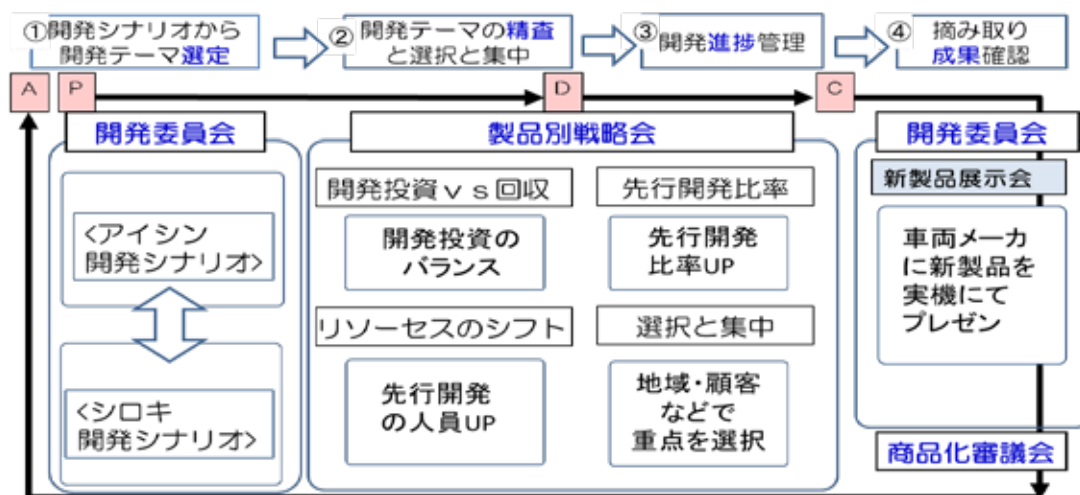 ①開発シナリオから
開発テーマ選定
②開発テーマの精査
と選択と集中
③開発進捗管理
④摘み取り
成果確認
A
P
D
C
開発委員会
<アイシン
開発シナリオ>
<シロキ
開発シナリオ>
製品別戦略会
開発投資vs回収
開発投資の
バランス
先行開発比率
先行開発
比率UP
リソーセスのシフト
先行開発
の人員UP
選択と集中
地域・顧客
などで
重点を選択
開発委員会
新製品展示会
車両メーカ
に新製品を
実機にて
プレゼン
商品化審議会